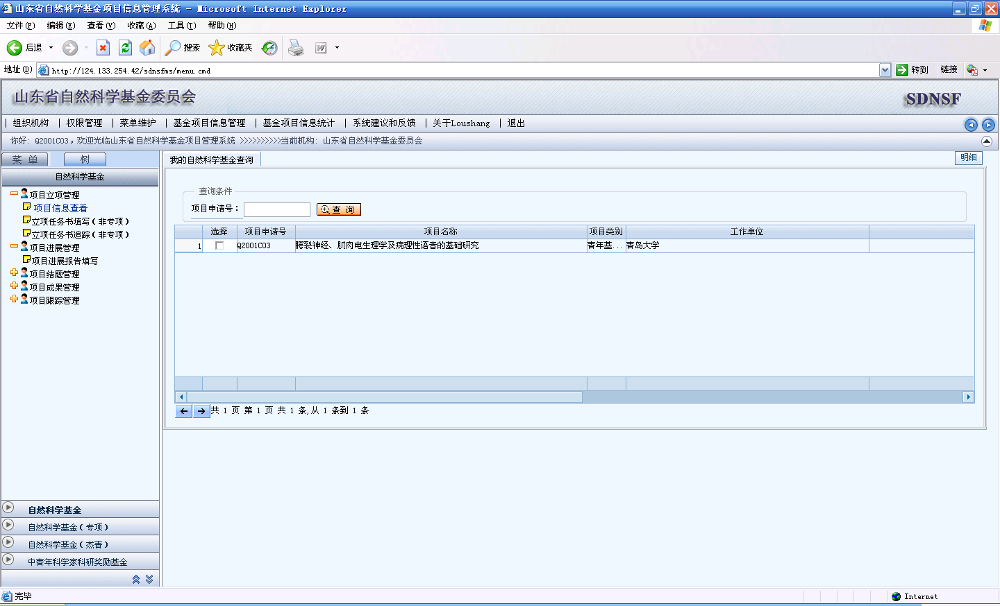 山东省自然科学基金项目信息管理系统 - Microsoft Internet Explorer
文件(F) 编辑(E) 查看(V) 收藏(A) 工具(T) 帮助(H)
后退 搜索 收藏夹
地址(D) http://124.133.254.42/sdnsfms/menu.cmd 转到 链接
山东省自然科学基金委员会 SDNSF
| 组织机构 | 权限管理 | 菜单维护 | 基金项目信息管理 | 基金项目信息统计 | 系统建议和反馈 | 关于Loushang | 退出
你好: Q2001C03，欢迎光临山东省自然科学基金项目管理系统 >>>>>>>>>>当前机构: 山东省自然科学基金委员会
菜 单 树
自然科学基金
项目立项管理
项目信息查看
立项任务书填写（非专项）
立项任务书追踪（非专项）
项目进展管理
项目进展报告填写
项目结题管理
项目成果管理
项目跟踪管理
自然科学基金
自然科学基金（专项）
自然科学基金（杰青）
中青年科学家科研奖励基金
我的自然科学基金查询 明细
查询条件
项目申请号： 查 询
选择 项目申请号 项目名称 项目类别 工作单位
1 Q2001C03 腭裂神经、肌肉电生理学及病理性语音的基础研究 青年基... 青岛大学
共 1 页 第 1 页 共 1 条,从 1 条到 1 条
完毕 Internet